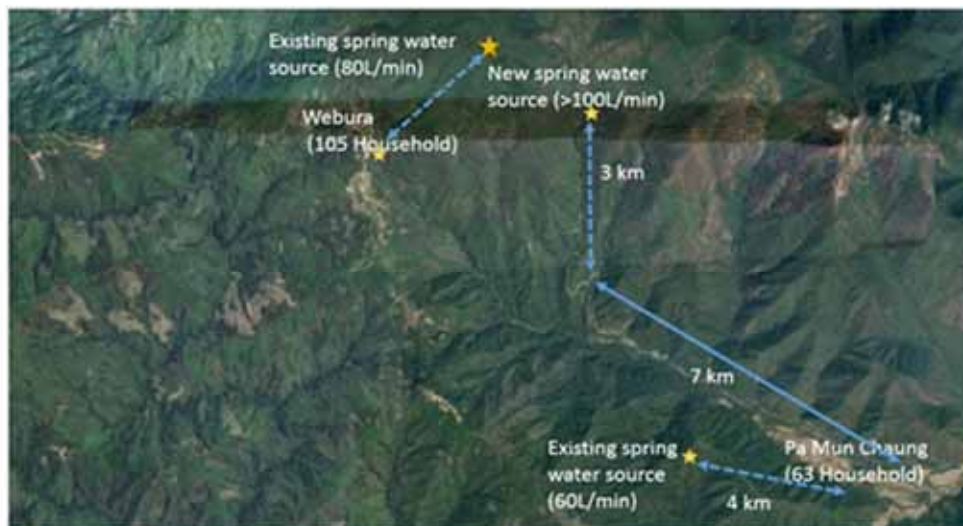 Existing spring water
source (80L/min)
New spring water
source (>100L/min)
Webura
(105 Household)
3 km
7 km
Existing spring
water source
(60L/min)
4 km
Pa Mun Chaung
(63 Household)